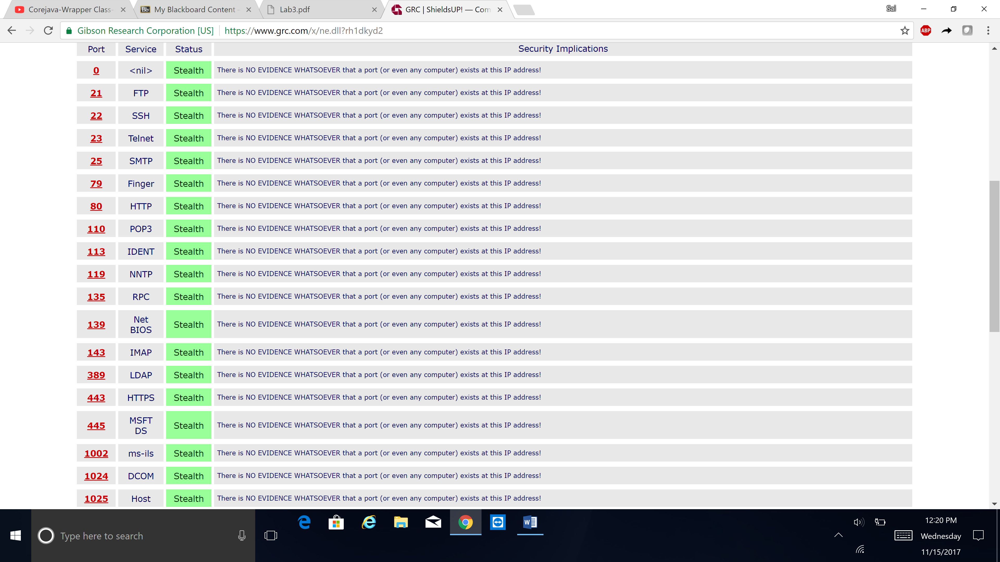 Corejava-Wrapper Class-
My Blackboard Content -
Lab3.pdf
GRC | ShieldsUP! — Com
Sai
Gibson Research Corporation [US] https://www.grc.com/x/ne.dll?rh1dkyd2
ABP
Port Service Status Security Implications
0 <nil> Stealth There is NO EVIDENCE WHATSOEVER that a port (or even any computer) exists at this IP address!
21 FTP Stealth There is NO EVIDENCE WHATSOEVER that a port (or even any computer) exists at this IP address!
22 SSH Stealth There is NO EVIDENCE WHATSOEVER that a port (or even any computer) exists at this IP address!
23 Telnet Stealth There is NO EVIDENCE WHATSOEVER that a port (or even any computer) exists at this IP address!
25 SMTP Stealth There is NO EVIDENCE WHATSOEVER that a port (or even any computer) exists at this IP address!
79 Finger Stealth There is NO EVIDENCE WHATSOEVER that a port (or even any computer) exists at this IP address!
80 HTTP Stealth There is NO EVIDENCE WHATSOEVER that a port (or even any computer) exists at this IP address!
110 POP3 Stealth There is NO EVIDENCE WHATSOEVER that a port (or even any computer) exists at this IP address!
113 IDENT Stealth There is NO EVIDENCE WHATSOEVER that a port (or even any computer) exists at this IP address!
119 NNTP Stealth There is NO EVIDENCE WHATSOEVER that a port (or even any computer) exists at this IP address!
135 RPC Stealth There is NO EVIDENCE WHATSOEVER that a port (or even any computer) exists at this IP address!
139 Net BIOS Stealth There is NO EVIDENCE WHATSOEVER that a port (or even any computer) exists at this IP address!
143 IMAP Stealth There is NO EVIDENCE WHATSOEVER that a port (or even any computer) exists at this IP address!
389 LDAP Stealth There is NO EVIDENCE WHATSOEVER that a port (or even any computer) exists at this IP address!
443 HTTPS Stealth There is NO EVIDENCE WHATSOEVER that a port (or even any computer) exists at this IP address!
445 MSFT DS Stealth There is NO EVIDENCE WHATSOEVER that a port (or even any computer) exists at this IP address!
1002 ms-ils Stealth There is NO EVIDENCE WHATSOEVER that a port (or even any computer) exists at this IP address!
1024 DCOM Stealth There is NO EVIDENCE WHATSOEVER that a port (or even any computer) exists at this IP address!
1025 Host Stealth There is NO EVIDENCE WHATSOEVER that a port (or even any computer) exists at this IP address!
Type here to search
12:20 PM
Wednesday
11/15/2017